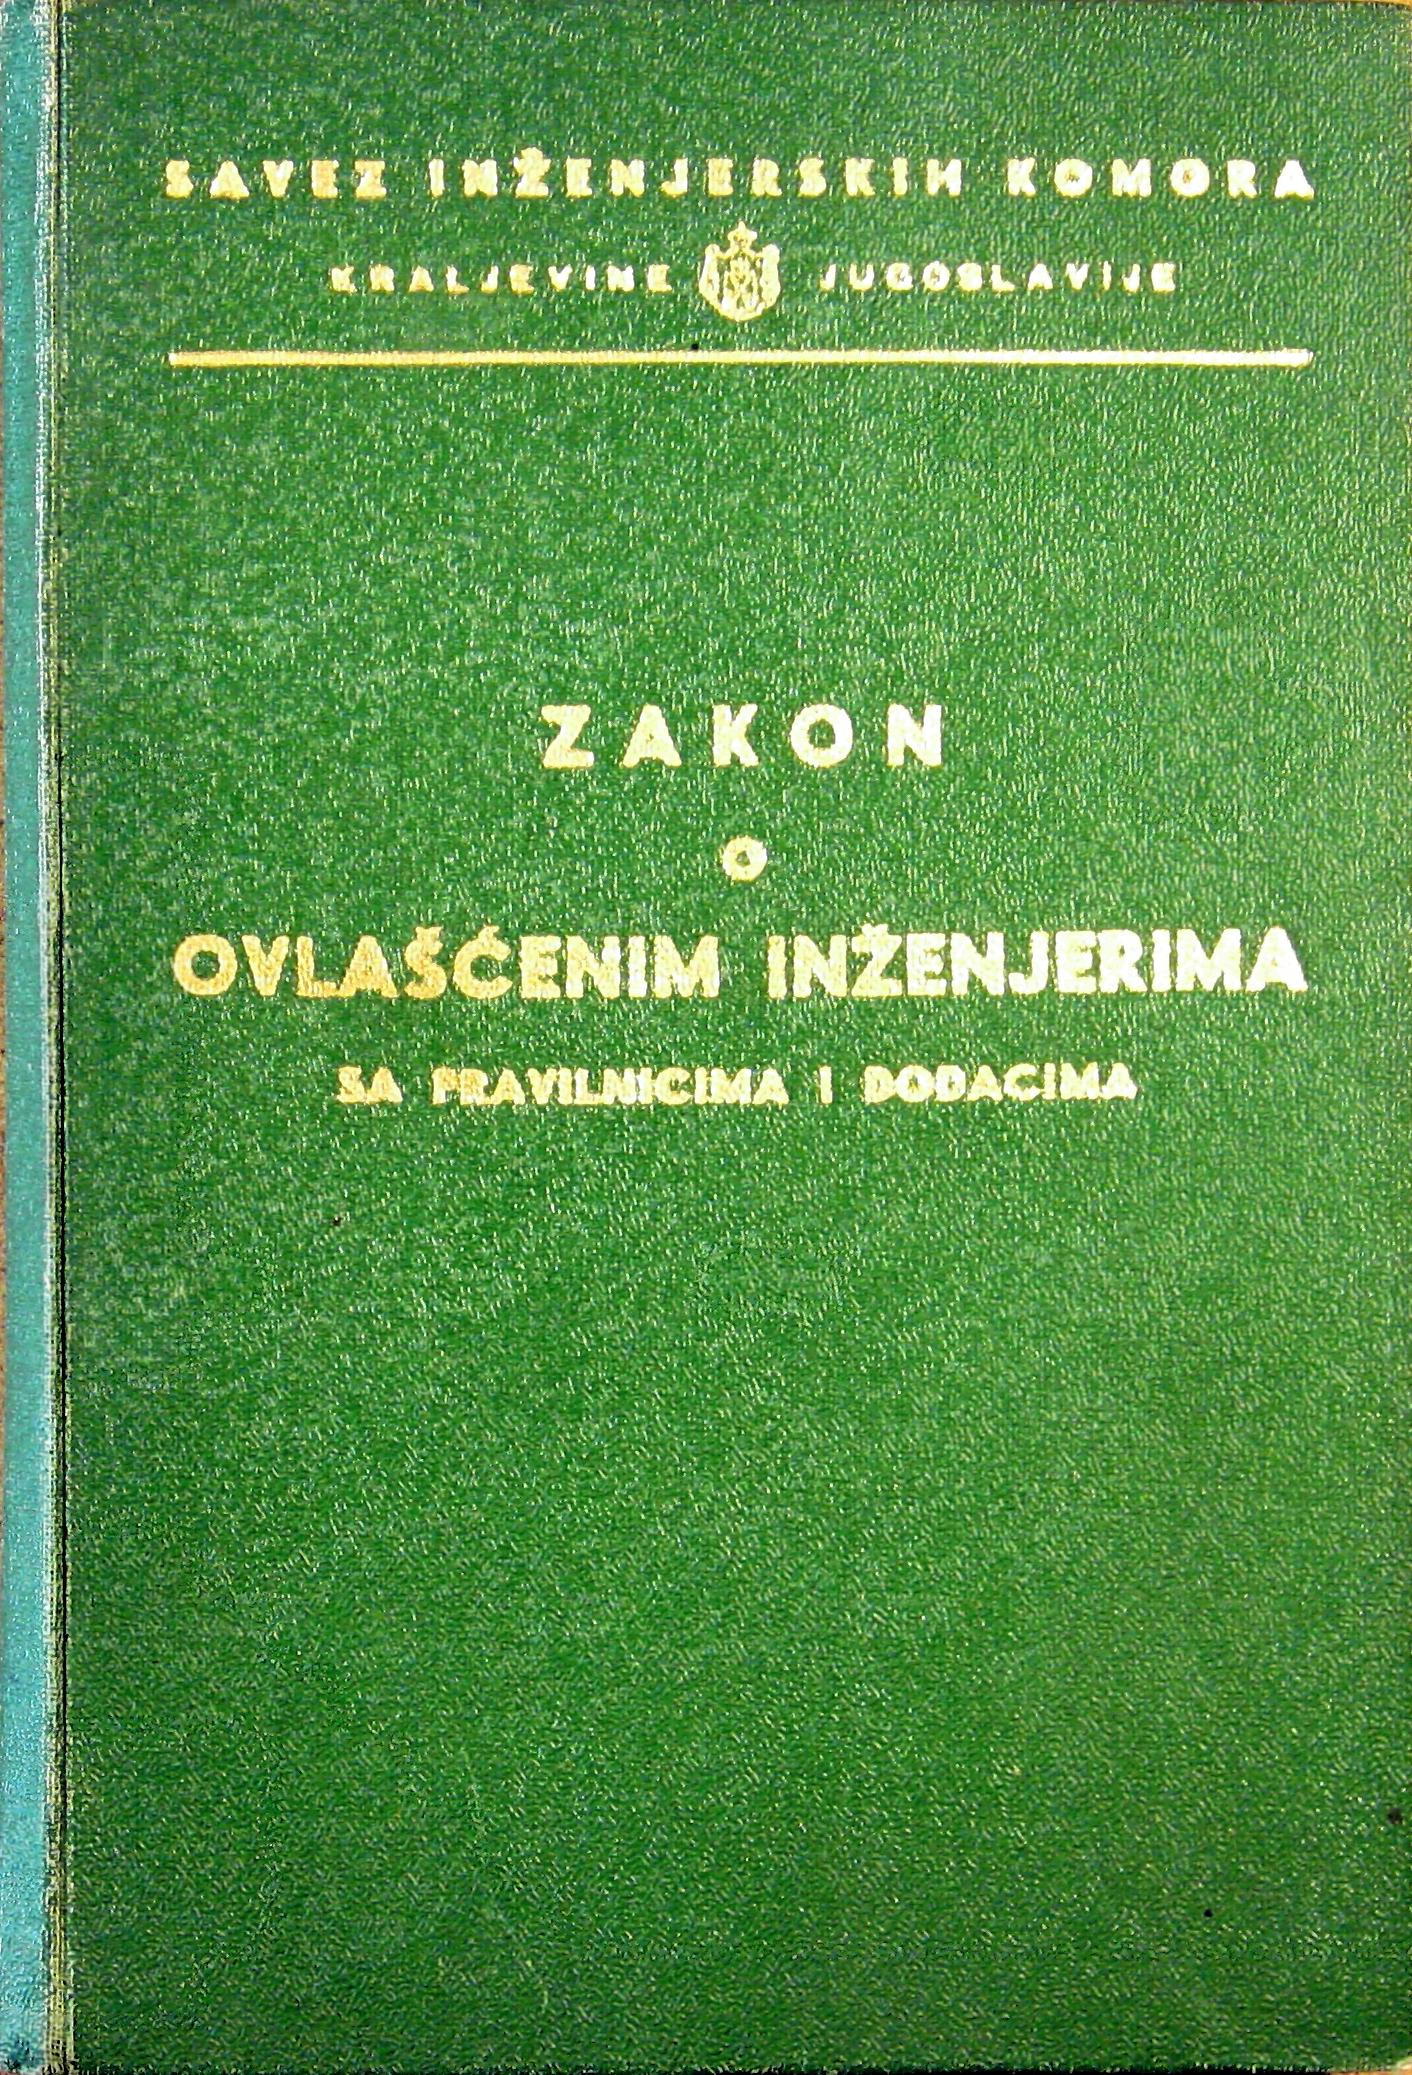 SAVEZ INŽENJERSKIH KOMORA
KRALJEVINE JUGOSLAVIJE
ZAKON
O
OVLAŠĆENIM INŽENJERIMA
SA PRAVILNICIMA I DODACIMA